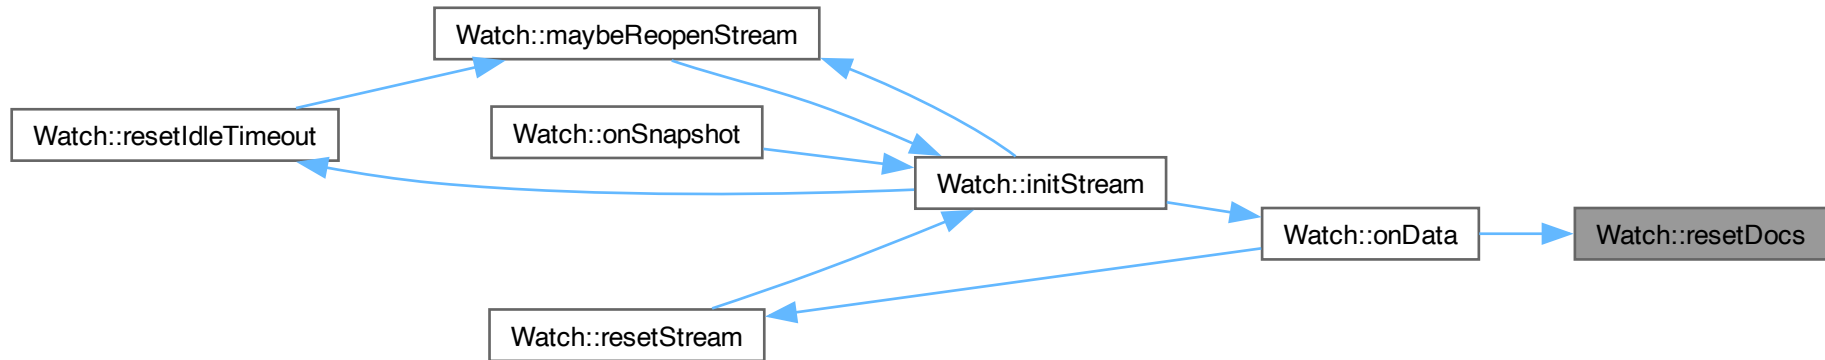 Watch::maybeReopenStream
Watch::resetIdleTimeout
Watch::onSnapshot
Watch::initStream
Watch::onData
Watch::resetDocs
Watch::resetStream